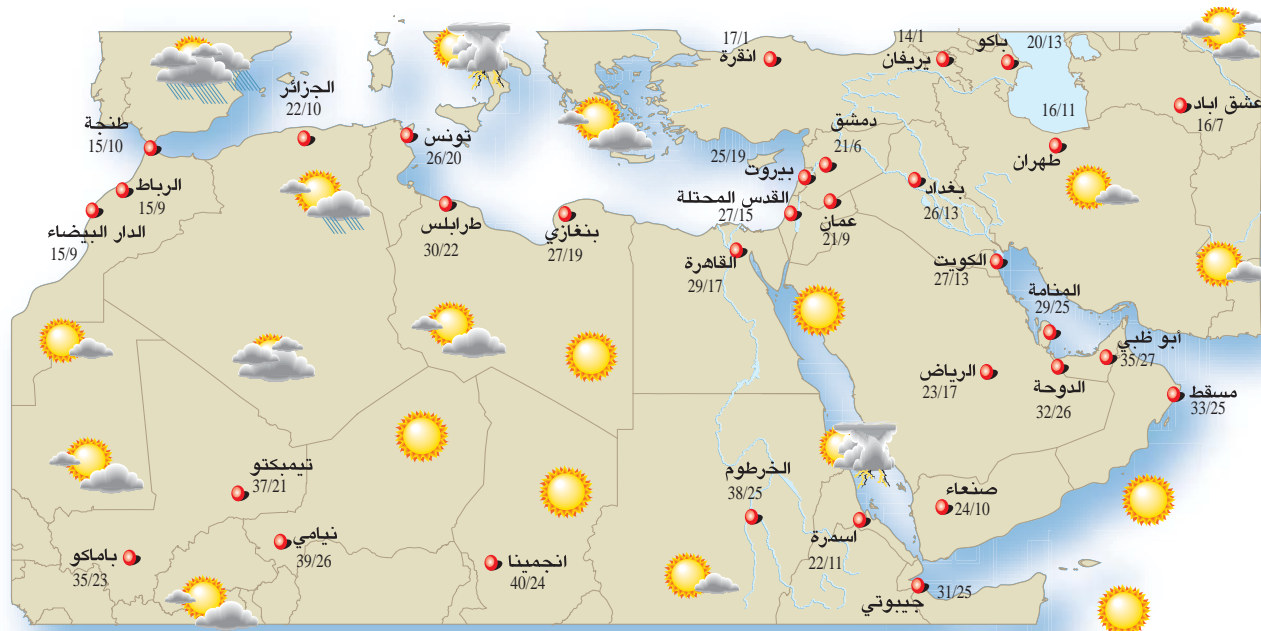 17/1
انقرة
14/1
يريفان
باكو
20/13
16/11
طهران
عشق اباد
16/7
الجزائر
22/10
طنجة
15/10
تونس
26/20
دمشق
21/6
25/19
بيروت
القدس المحتلة
27/15
عمان
21/9
بغداد
26/13
الرباط
15/9
الدار البيضاء
15/9
طرابلس
30/22
بنغازي
27/19
القاهرة
29/17
الكويت
27/13
المنامة
29/25
أبو ظبي
35/27
الرياض
23/17
الدوحة
32/26
مسقط
33/25
تيمبكتو
37/21
الخرطوم
38/25
صنعاء
24/10
باماكو
35/23
نيامي
39/26
انجمينا
40/24
اسمرة
22/11
31/25
جيبوتي